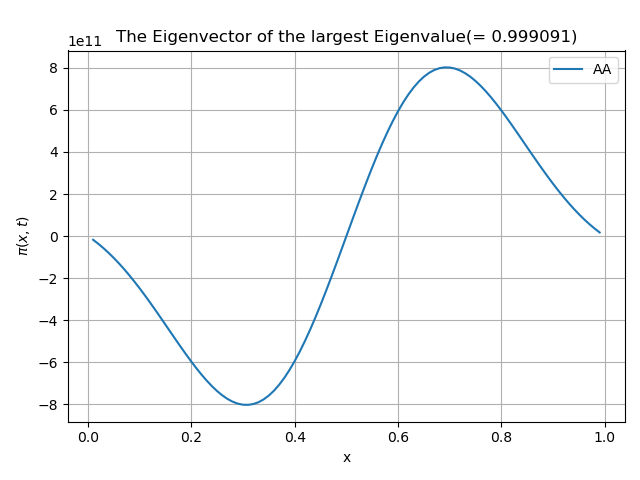 The Eigenvector of the largest Eigenvalue(= 0.999091)
1e11
AA
8
6
4
2
0
−2
−4
−6
−8
π(x, t)
0.0 0.2 0.4 0.6 0.8 1.0
x